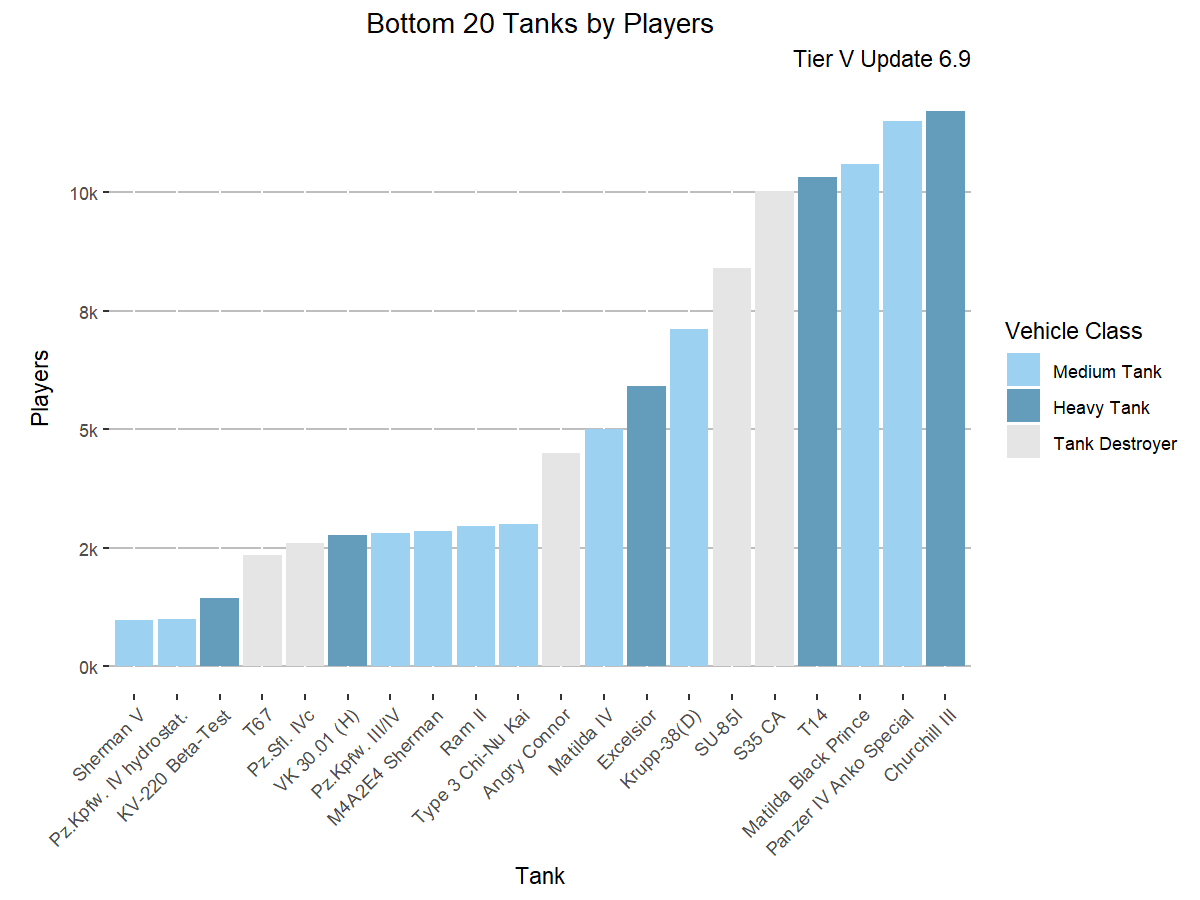 Bottom 20 Tanks by Players
Tier V Update 6.9
Players
10k
8k
5k
2k
0k
Sherman V
Pz.Kpfw. IV hydrostat.
KV-220 Beta-Test
T67
Pz.Sfl. IVc
VK 30.01 (H)
Pz.Kpfw. III/IV
M4A2E4 Sherman
Ram II
Type 3 Chi-Nu Kai
Angry Connor
Matilda IV
Excelsior
Krupp-38(D)
SU-85I
S35 CA
T14
Matilda Black Prince
Panzer IV Anko Special
Churchill III
Tank
Vehicle Class
Medium Tank
Heavy Tank
Tank Destroyer